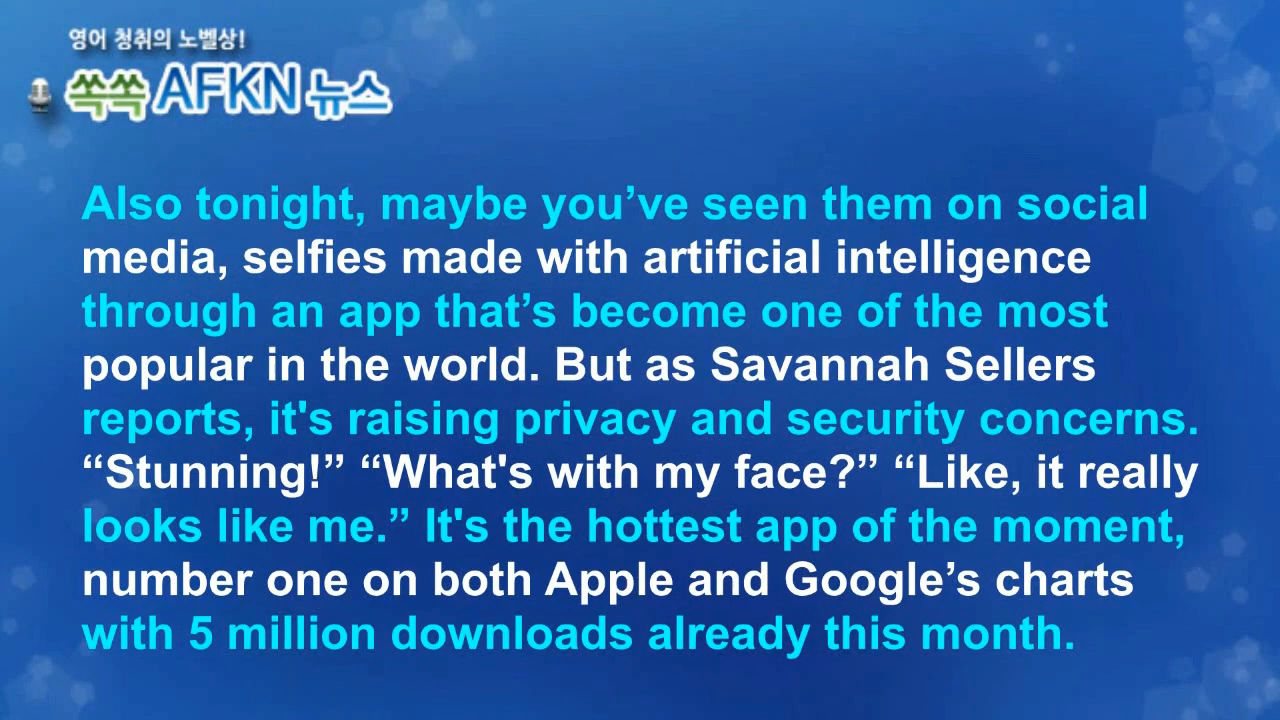 영어 청취의 노벨상!
쏙쏙 AFKN 뉴스
Also tonight, maybe you’ve seen them on social
media, selfies made with artificial intelligence
through an app that’s become one of the most
popular in the world. But as Savannah Sellers
reports, it's raising privacy and security concerns.
“Stunning!” “What's with my face?” “Like, it really
looks like me.” It's the hottest app of the moment,
number one on both Apple and Google’s charts
with 5 million downloads already this month.